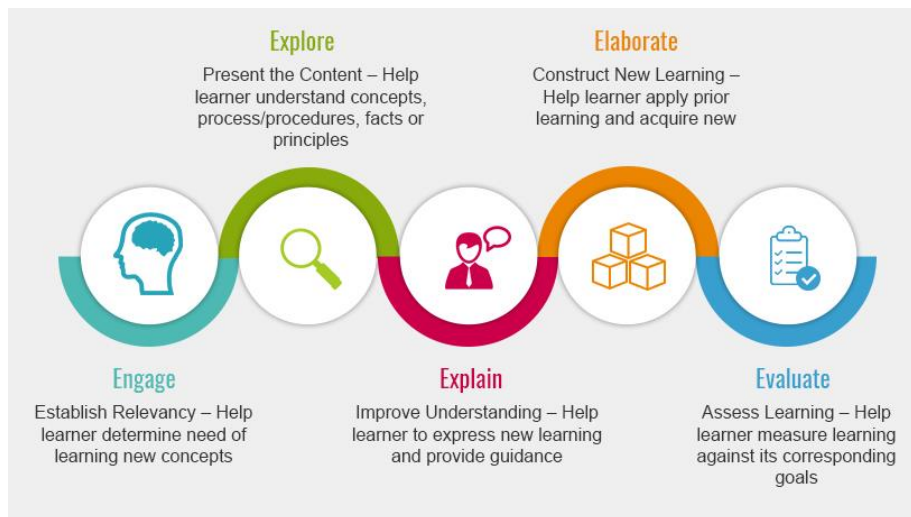 Explore
Present the Content – Help
learner understand concepts,
process/procedures, facts or
principles
Elaborate
Construct New Learning –
Help learner apply prior
learning and acquire new
Engage
Establish Relevancy – Help
learner determine need of
learning new concepts
Explain
Improve Understanding – Help
learner to express new learning
and provide guidance
Evaluate
Assess Learning – Help
learner measure learning
against its corresponding
goals